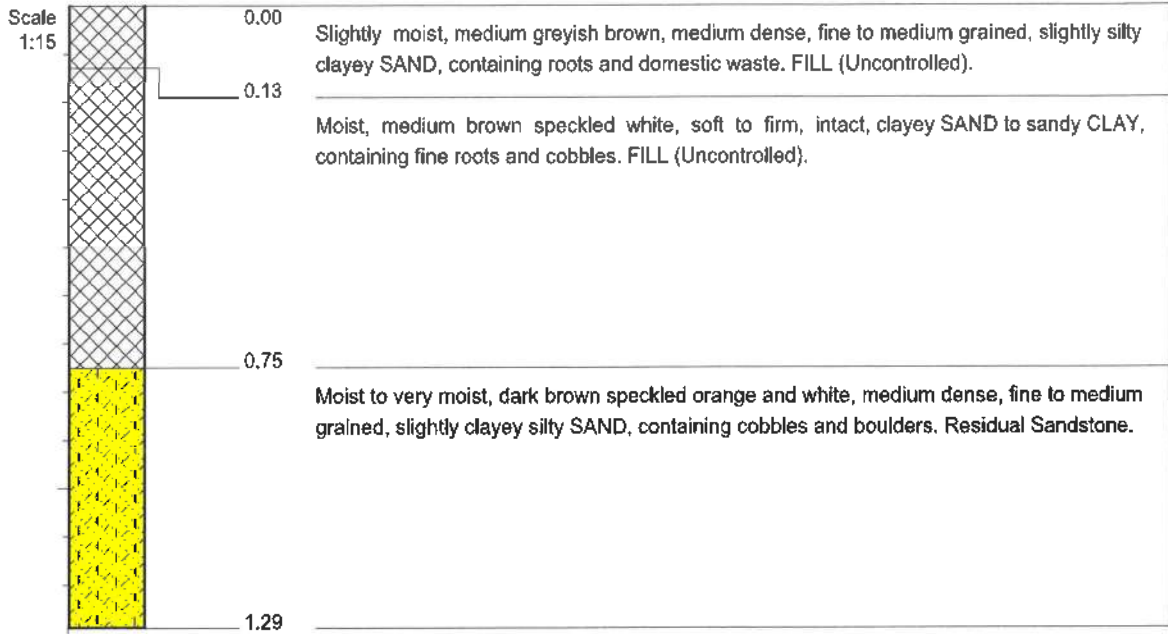 Scale
1:15
0.00
Slightly moist, medium greyish brown, medium dense, fine to medium grained, slightly silty
clayey SAND, containing roots and domestic waste. FILL (Uncontrolled).
0.13
Moist, medium brown speckled white, soft to firm, intact, clayey SAND to sandy CLAY,
containing fine roots and cobbles. FILL (Uncontrolled).
0.75
Moist to very moist, dark brown speckled orange and white, medium dense, fine to medium
grained, slightly clayey silty SAND, containing cobbles and boulders. Residual Sandstone.
1.29